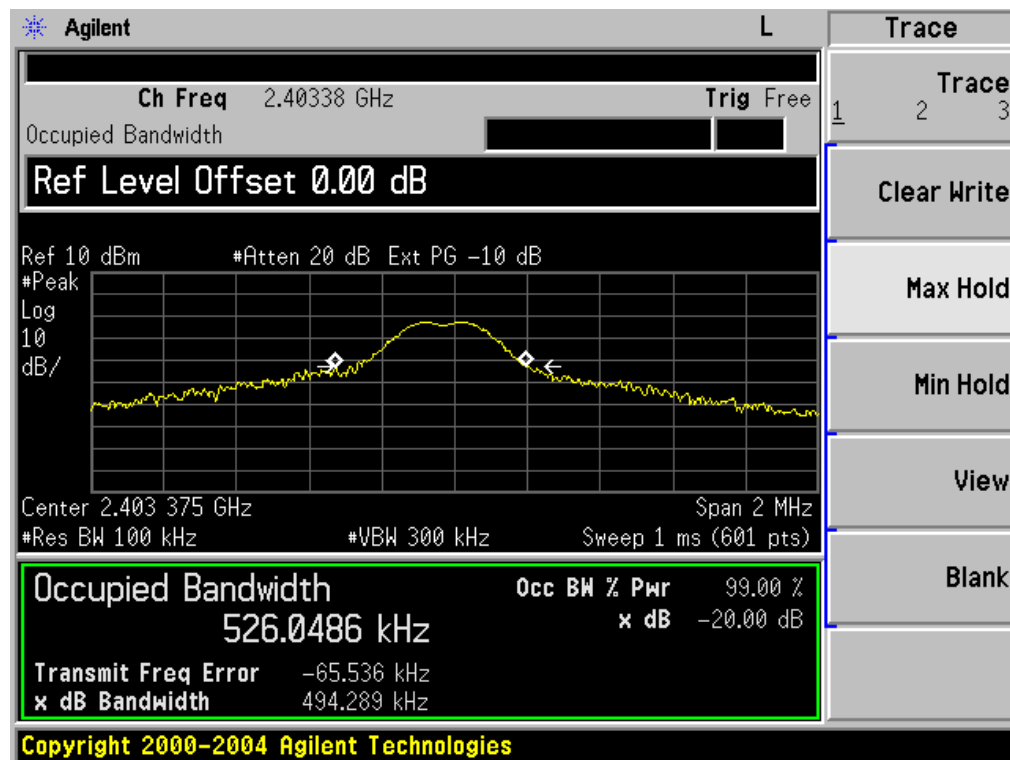 Agilent
L
Trace
Ch Freq 2.40338 GHz
Trig Free
Occupied Bandwidth
Ref Level Offset 0.00 dB
Ref 10 dBm #Atten 20 dB Ext PG -10 dB
#Peak
Log
10
dB/
Center 2.403 375 GHz
Span 2 MHz
#Res BW 100 kHz #VBW 300 kHz Sweep 1 ms (601 pts)
Occupied Bandwidth
526.0486 kHz
Occ BW % Pwr 99.00 %
x dB -20.00 dB
Transmit Freq Error -65.536 kHz
x dB Bandwidth 494.289 kHz
Copyright 2000-2004 Agilent Technologies
Trace
1 2 3
Clear Write
Max Hold
Min Hold
View
Blank